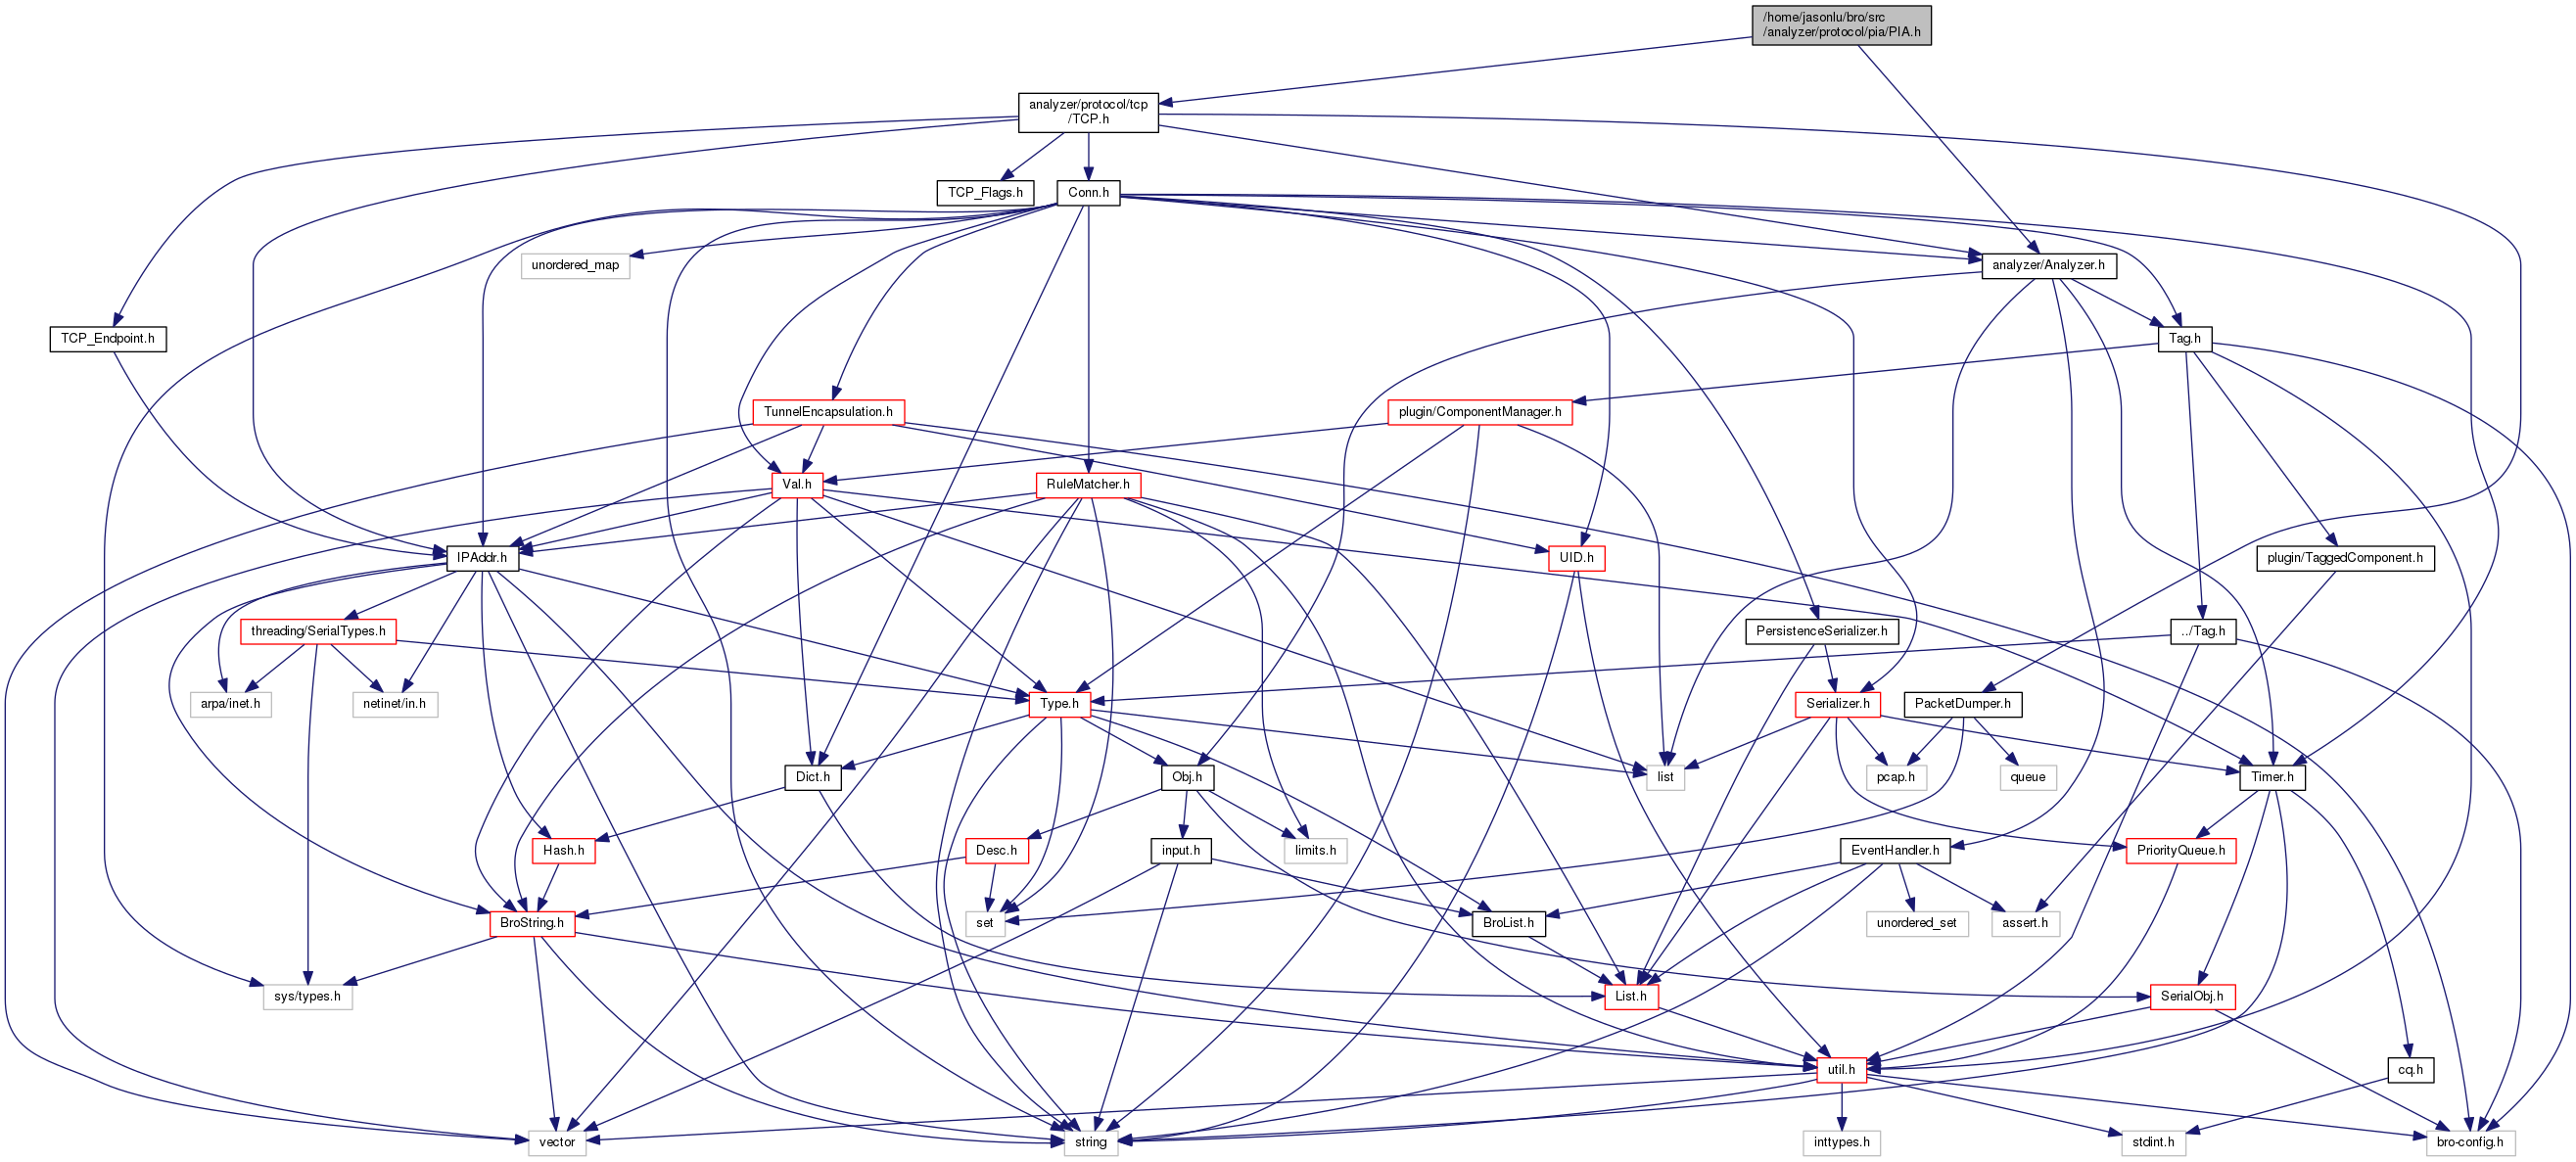 /home/jasonlu/bro/src
/analyzer/protocol/pia/PIA.h
analyzer/protocol/tcp
/TCP.h
TCP_Flags.h
Conn.h
unordered_map
analyzer/Analyzer.h
TCP_Endpoint.h
Tag.h
TunnelEncapsulation.h
plugin/ComponentManager.h
Val.h
RuleMatcher.h
IPAddr.h
UID.h
plugin/TaggedComponent.h
threading/SerialTypes.h
PersistenceSerializer.h
../Tag.h
arpa/inet.h
netinet/in.h
Type.h
Serializer.h
PacketDumper.h
Dict.h
Obj.h
list
pcap.h
queue
Timer.h
Hash.h
Desc.h
input.h
limits.h
EventHandler.h
PriorityQueue.h
BroString.h
set
BroList.h
unordered_set
assert.h
sys/types.h
List.h
SerialObj.h
util.h
cq.h
vector
string
inttypes.h
stdint.h
bro-config.h